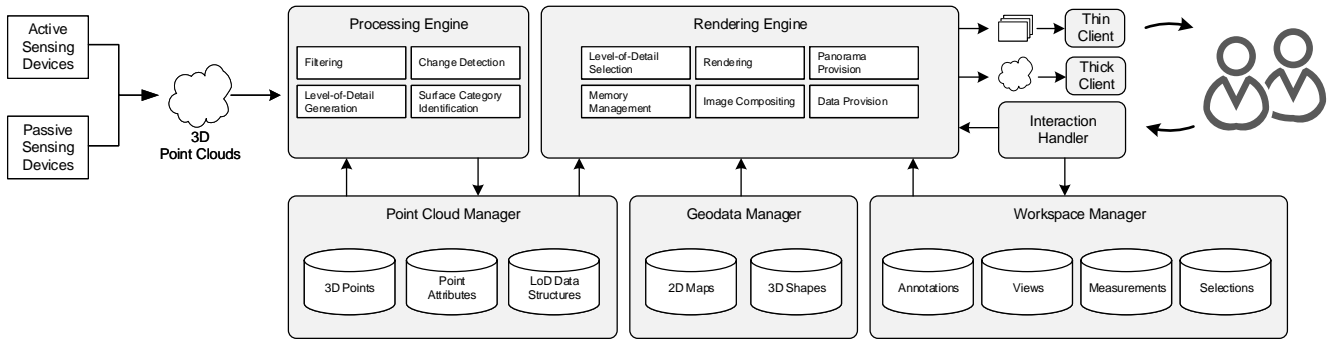 Active
Sensing
Devices
Passive
Sensing
Devices
3D
Point Clouds
Processing Engine
Filtering
Change Detection
Level-of-Detail
Generation
Surface Category
Identification
Rendering Engine
Level-of-Detail
Selection
Rendering
Panorama
Provision
Memory
Management
Image Compositing
Data Provision
Thin
Client
Thick
Client
Interaction
Handler
Point Cloud Manager
3D Points
Point
Attributes
LoD Data
Structures
Geodata Manager
2D Maps
3D Shapes
Workspace Manager
Annotations
Views
Measurements
Selections